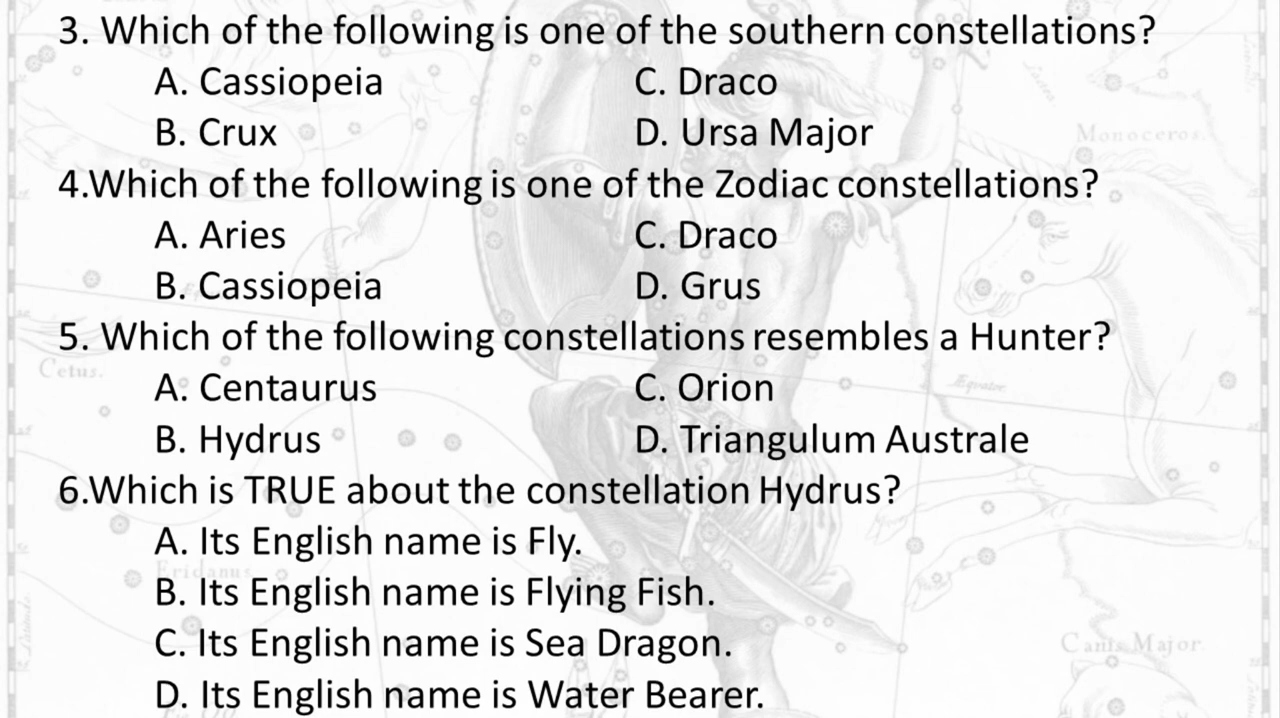 3. Which of the following is one of the southern constellations?
A. Cassiopeia C. Draco
B. Crux D. Ursa Major
Monoceros.
4.Which of the following is one of the Zodiac constellations?
A. Aries C. Draco
B. Cassiopeia D. Grus
5. Which of the following constellations resembles a Hunter?
Cetus.
A. Centaurus C. Orion
Æquator
B. Hydrus D. Triangulum Australe
6.Which is TRUE about the constellation Hydrus?
A. Its English name is Fly.
Eridanus
B. Its English name is Flying Fish.
C. Its English name is Sea Dragon.
Canis Major
D. Its English name is Water Bearer.